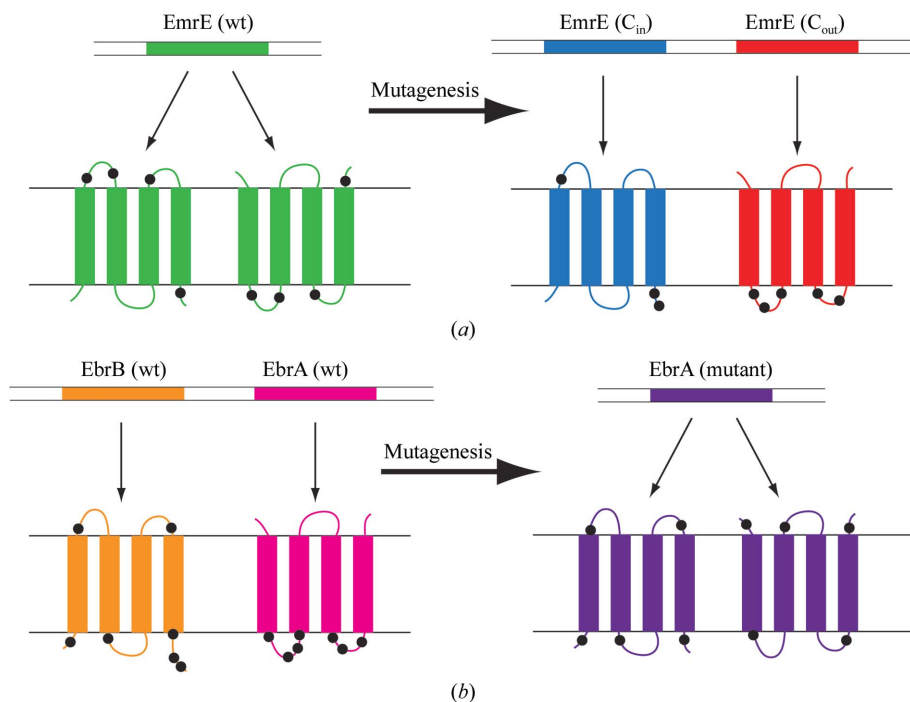 EmrE (wt)
EmrE (Cin)
EmrE (Cout)
Mutagenesis
(a)
EbrB (wt)
EbrA (wt)
EbrA (mutant)
Mutagenesis
(b)